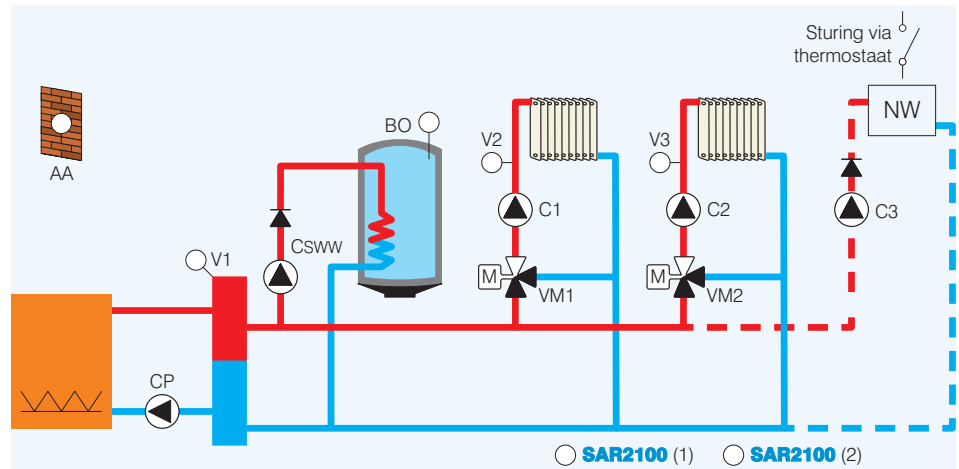 Sturing via
thermostaat
NW
AA
BO
V2
V3
C1
C2
C3
CSWW
V1
M
VM1
M
VM2
CP
SAR2100 (1)
SAR2100 (2)